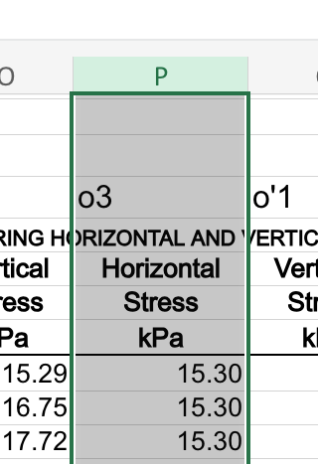 O P
o3 o'1
RING HORIZONTAL AND VERTIC
rtical Horizontal Vert
ress Stress Str
Pa kPa k
15.29 15.30
16.75 15.30
17.72 15.30